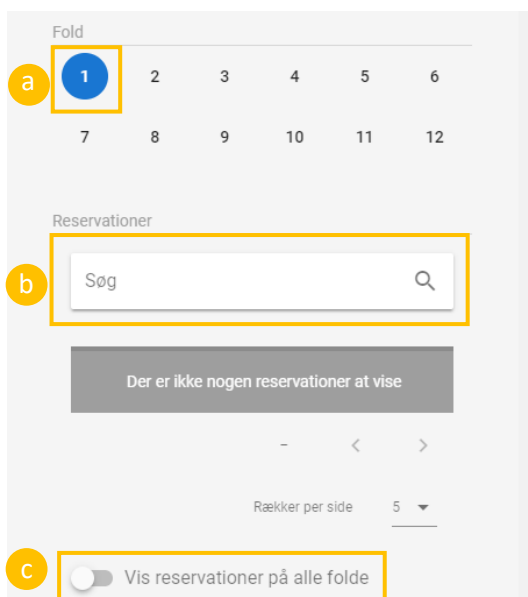 Fold
a
1 2 3 4 5 6
7 8 9 10 11 12
Reservationer
b
Søg
Der er ikke nogen reservationer at vise
–
Rækker per side 5
c
Vis reservationer på alle folde